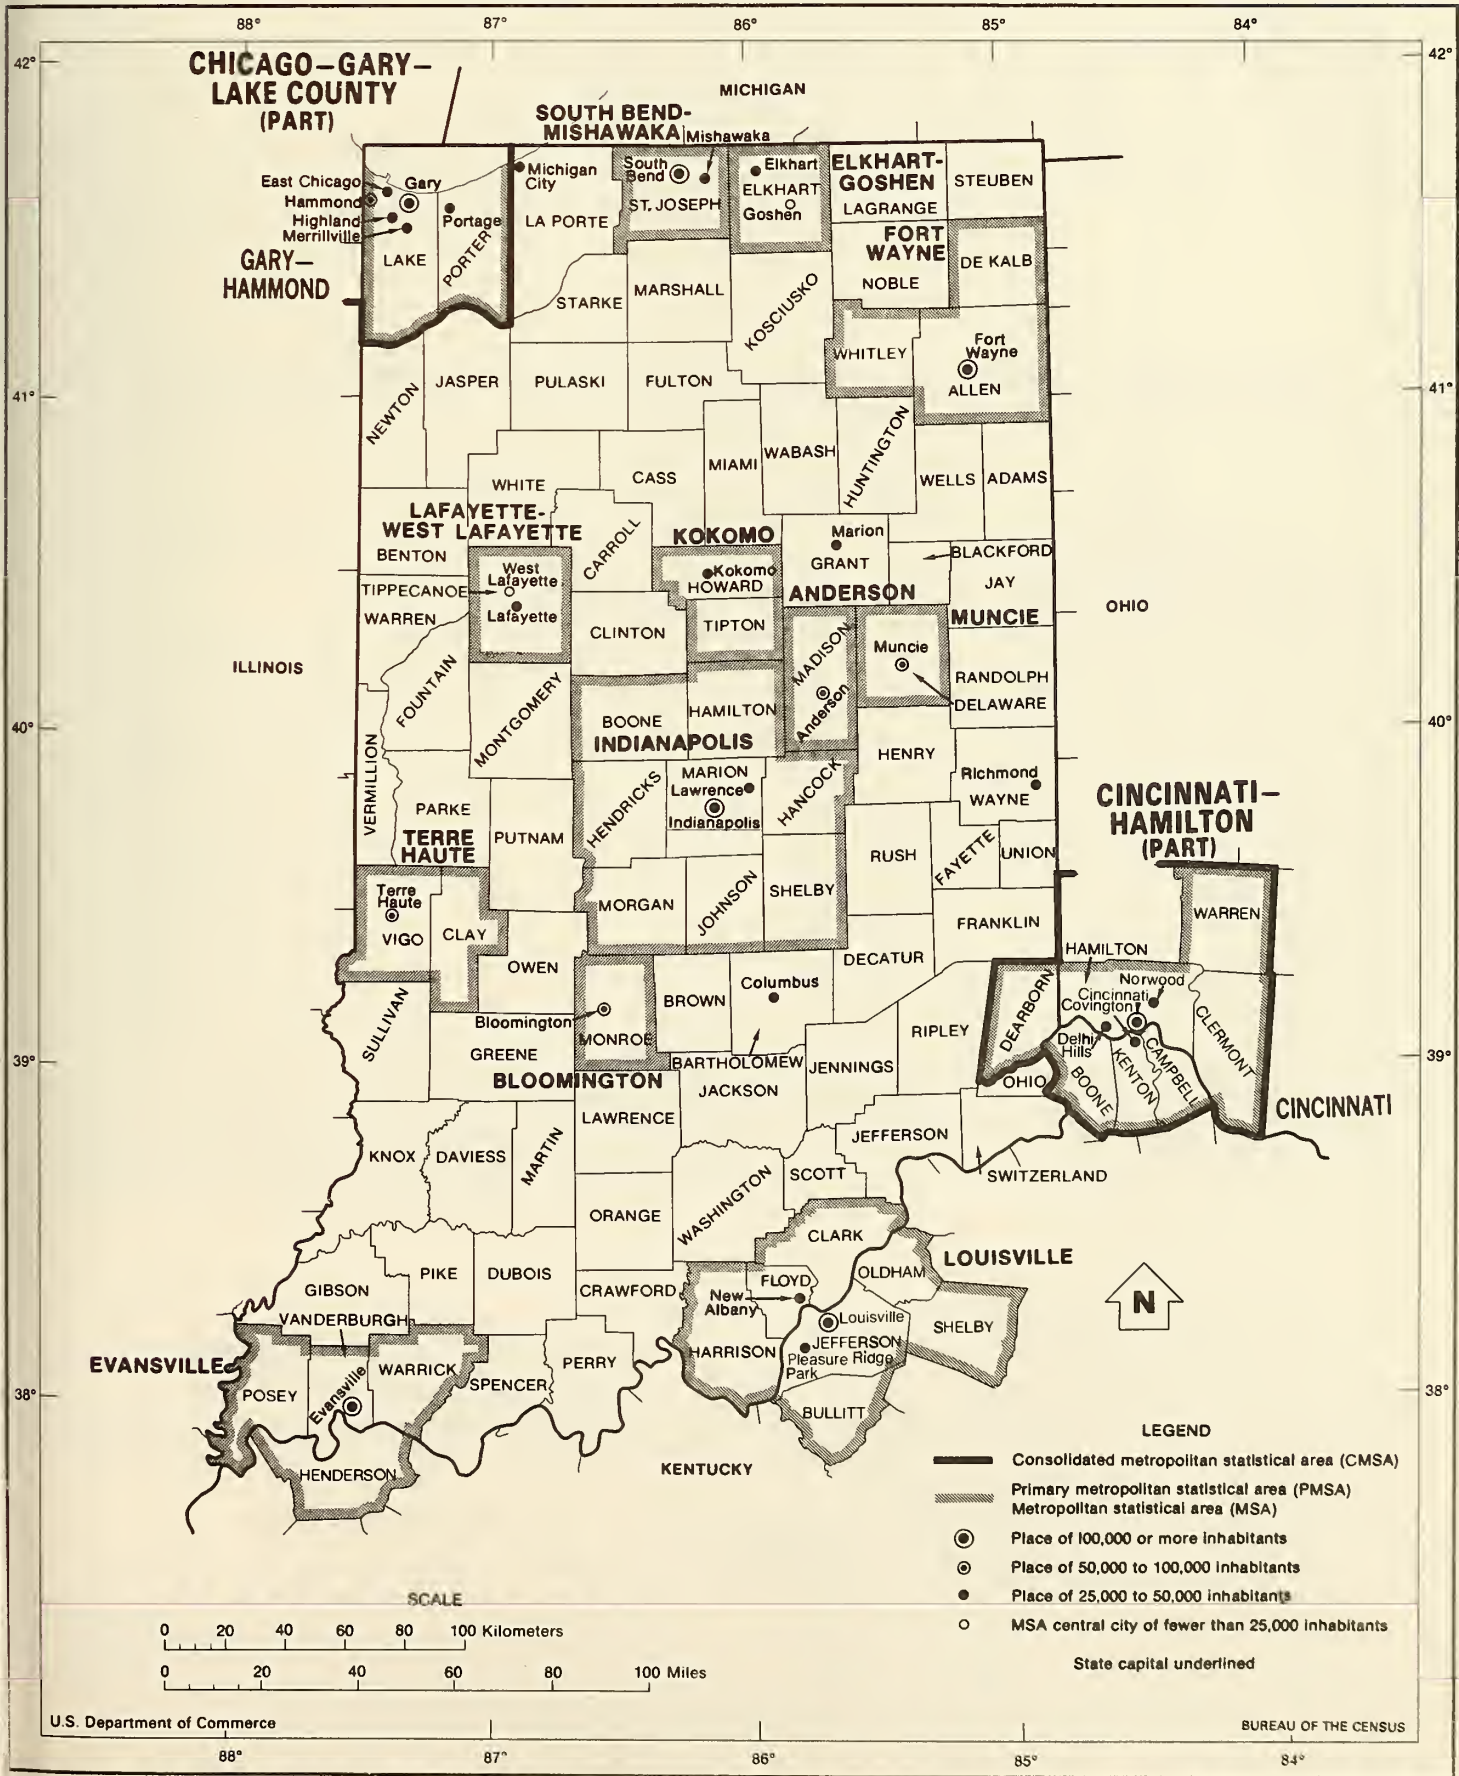 88° 87° 86° 85° 84°
42° 42°
CHICAGO—GARY—
LAKE COUNTY
(PART)
MICHIGAN
SOUTH BEND-
MISHAWAKA
Mishawaka
Michigan
City
South
Bend
Elkhart
ELKHART-
GOSHEN
STEUBEN
East Chicago
Gary
Hammond
Highland
Merrillville
Portage
LA PORTE
ST. JOSEPH
ELKHART
Goshen
LAGRANGE
GARY—
HAMMOND
LAKE
PORTER
FORT
WAYNE
DE KALB
NOBLE
STARKE
MARSHALL
KOSCIUSKO
WHITLEY
Fort
Wayne
ALLEN
41° 41°
NEWTON
JASPER
PULASKI
FULTON
MIAMI
WABASH
HUNTINGTON
WELLS
ADAMS
WHITE
CASS
LAFAYETTE-
WEST LAFAYETTE
BENTON
CARROLL
KOKOMO
Marion
GRANT
BLACKFORD
JAY
West
Lafayette
TIPPECANOE
Lafayette
WARREN
Kokomo
HOWARD
ANDERSON
MUNCIE
OHIO
CLINTON
TIPTON
MADISON
Muncie
ILLINOIS
FOUNTAIN
RANDOLPH
DELAWARE
MONTGOMERY
BOONE
HAMILTON
Anderson
40° 40°
INDIANAPOLIS
HENRY
VERMILLION
HENDRICKS
MARION
Lawrence
Indianapolis
HANCOCK
Richmond
WAYNE
CINCINNATI—
HAMILTON
(PART)
PARKE
PUTNAM
TERRE
HAUTE
RUSH
FAYETTE
UNION
Terre
Haute
VIGO
CLAY
MORGAN
JOHNSON
SHELBY
FRANKLIN
WARREN
OWEN
DECATUR
HAMILTON
Norwood
Cincinnati
Covington
SULLIVAN
Bloomington
MONROE
BROWN
Columbus
RIPLEY
DEARBORN
Delhi
Hills
CLERMONT
39° 39°
GREENE
BLOOMINGTON
BARTHOLOMEW
JACKSON
JENNINGS
OHIO
BOONE
KENTON
CAMPBELL
CINCINNATI
LAWRENCE
JEFFERSON
KNOX
DAVIESS
MARTIN
SCOTT
SWITZERLAND
ORANGE
WASHINGTON
CLARK
LOUISVILLE
PIKE
DUBOIS
GIBSON
CRAWFORD
FLOYD
OLDHAM
New
Albany
N
VANDERBURGH
Louisville
SHELBY
EVANSVILLE
WARRICK
PERRY
HARRISON
JEFFERSON
Pleasure Ridge
Park
38° 38°
POSEY
Evansville
SPENCER
BULLITT
HENDERSON
KENTUCKY
LEGEND
Consolidated metropolitan statistical area (CMSA)
Primary metropolitan statistical area (PMSA)
Metropolitan statistical area (MSA)
Place of 100,000 or more inhabitants
Place of 50,000 to 100,000 inhabitants
Place of 25,000 to 50,000 inhabitants
MSA central city of fewer than 25,000 inhabitants
State capital underlined
SCALE
0 20 40 60 80 100 Kilometers
0 20 40 60 80 100 Miles
U.S. Department of Commerce
BUREAU OF THE CENSUS
88° 87° 86° 85° 84°